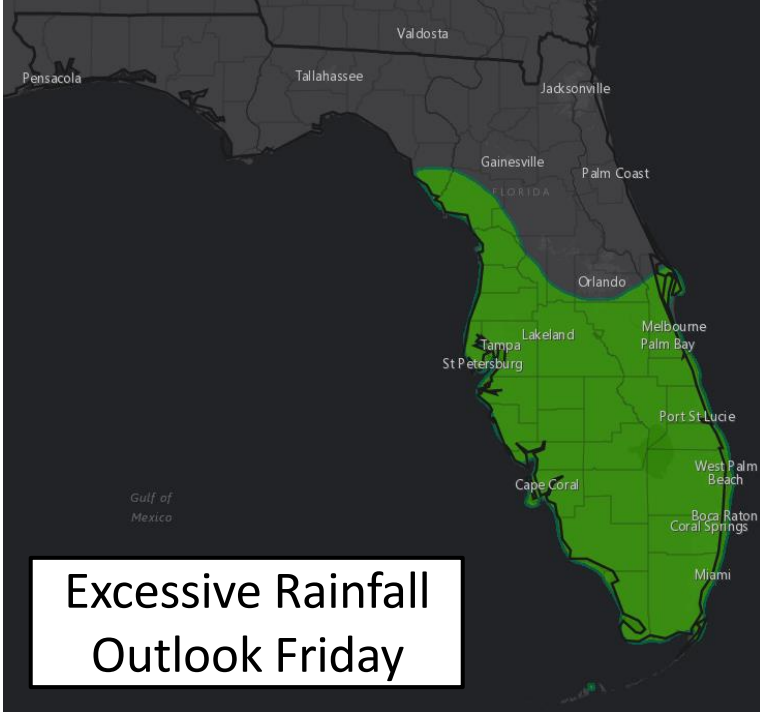 Valdosta
Pensacola
Tallahassee
Jacksonville
Gainesville
Palm Coast
FLORIDA
Orlando
Melbourne
Lakeland
Tampa
Palm Bay
St Petersburg
Port St Lucie
West Palm
Beach
Cape Coral
Gulf of
Mexico
Boca Raton
Coral Springs
Miami
Excessive Rainfall
Outlook Friday